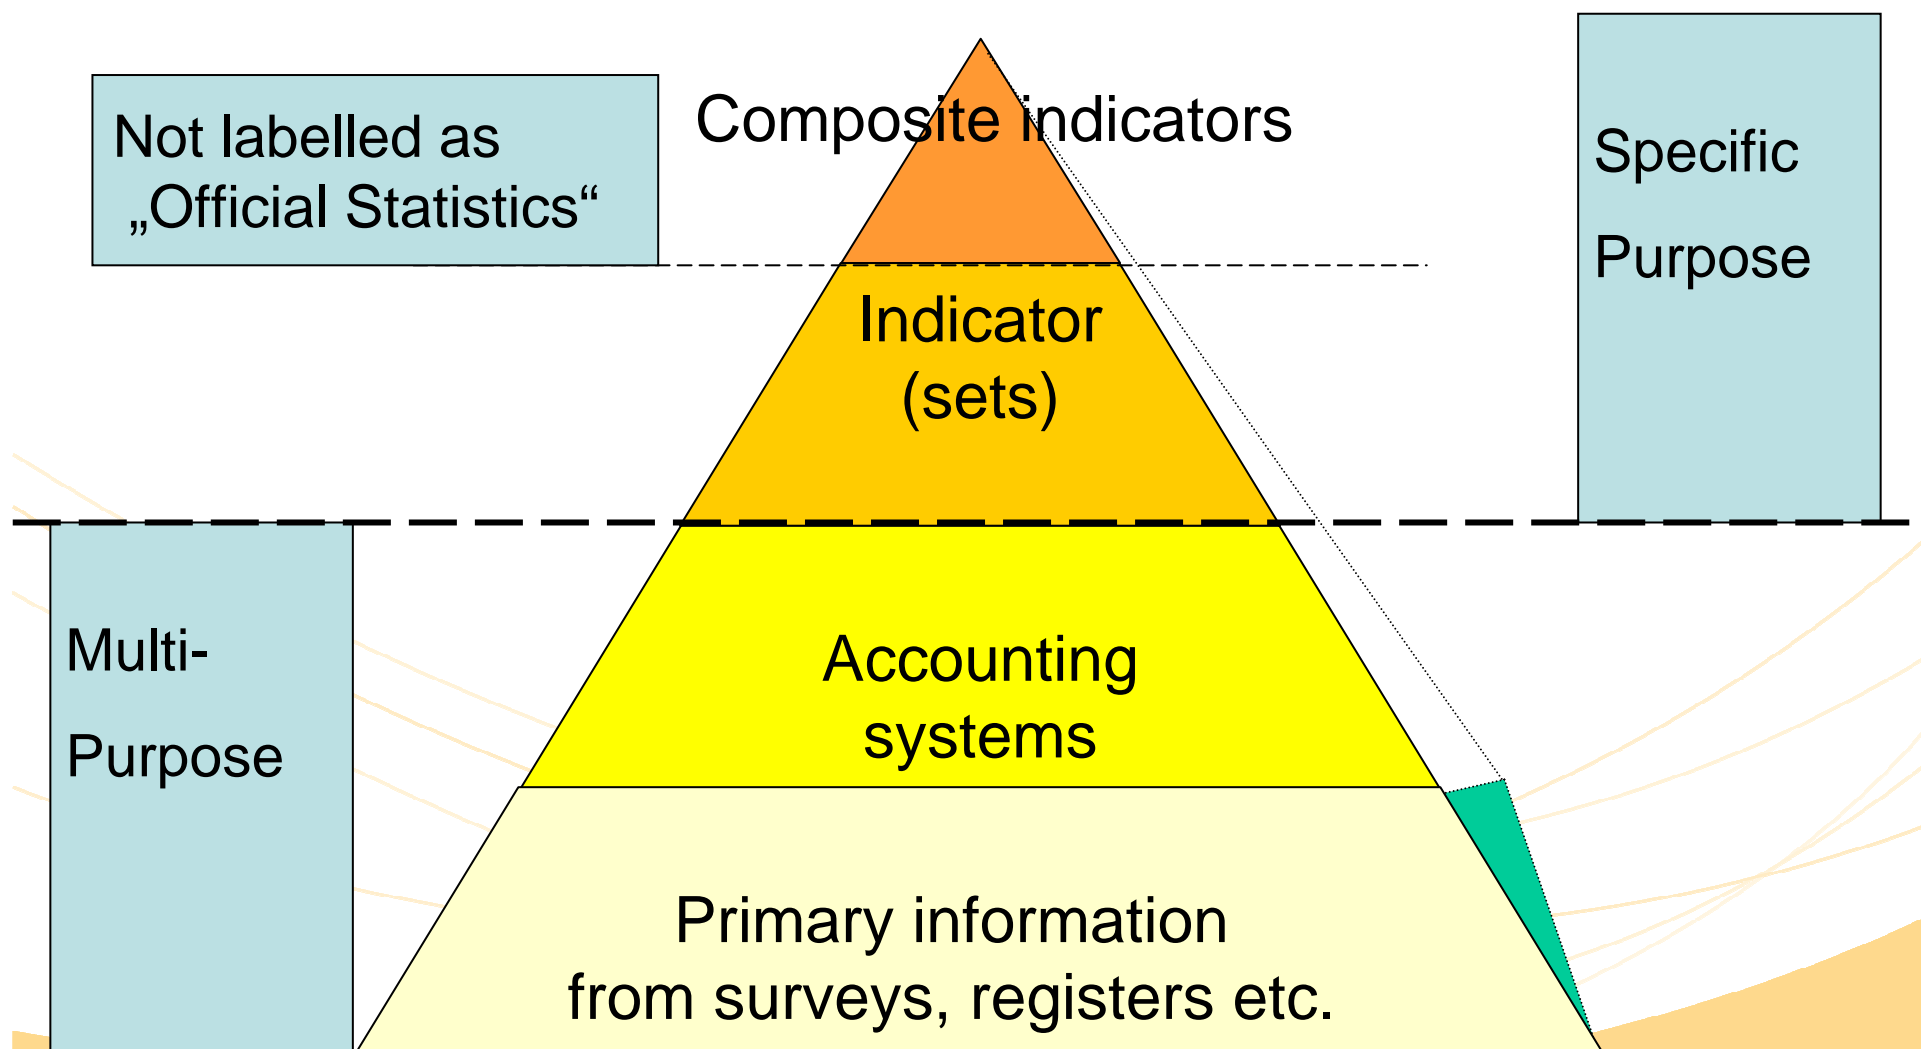 Not labelled as
„Official Statistics“
Composite indicators
Specific
Purpose
Indicator
(sets)
Multi-
Purpose
Accounting
systems
Primary information
from surveys, registers etc.